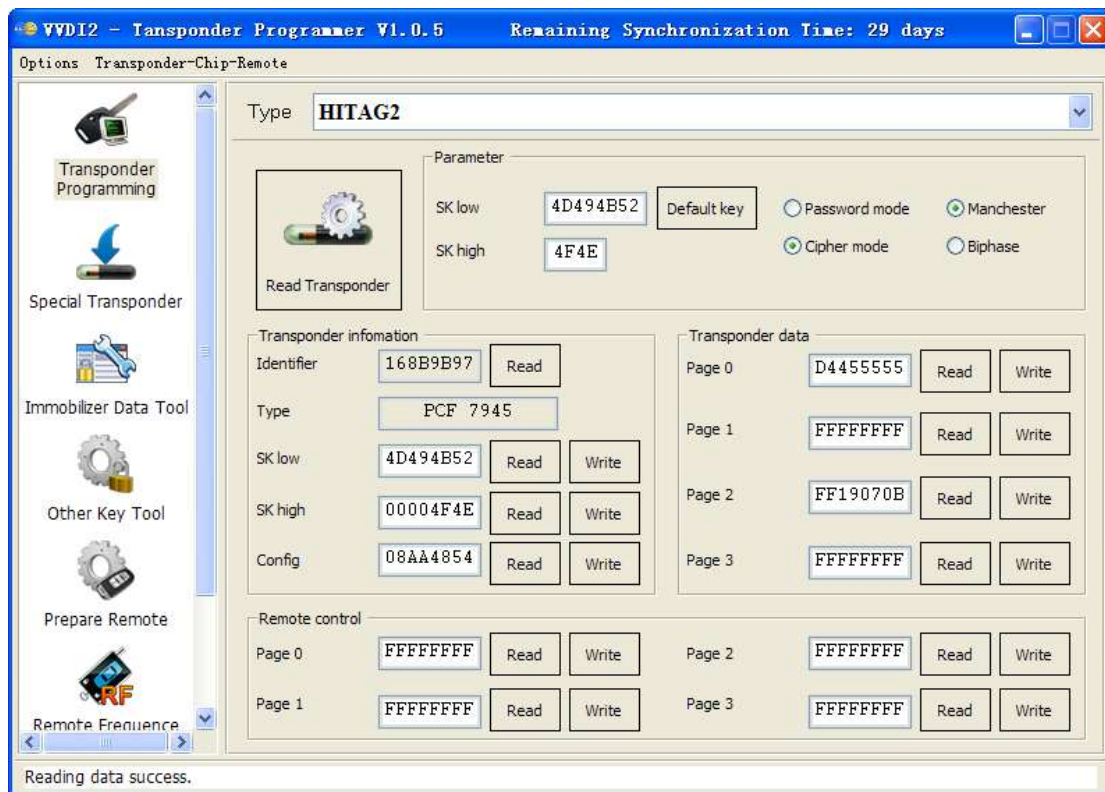 VVDI2 - Tansponder Programmer V1.0.5 Remaining Synchronization Time: 29 days
Options Transponder-Chip-Remote
Transponder
Programming
Special Transponder
Immobilizer Data Tool
Other Key Tool
Prepare Remote
RF
Remote Frequence
Type HITAG2
Read Transponder
Parameter
SK low 4D494B52 Default key Password mode Manchester
SK high 4F4E Cipher mode Biphase
Transponder infomation
Identifier 168B9B97 Read
Type PCF 7945
SK low 4D494B52 Read Write
SK high 00004F4E Read Write
Config 08AA4854 Read Write
Transponder data
Page 0 D4455555 Read Write
Page 1 FFFFFFFF Read Write
Page 2 FF19070B Read Write
Page 3 FFFFFFFF Read Write
Remote control
Page 0 FFFFFFFF Read Write Page 2 FFFFFFFF Read Write
Page 1 FFFFFFFF Read Write Page 3 FFFFFFFF Read Write
Reading data success.